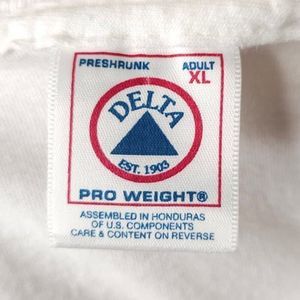 PRESHRUNK ADULT
XL
DELTA
EST. 1903
PRO WEIGHT®
ASSEMBLED IN HONDURAS
OF U.S. COMPONENTS
CARE & CONTENT ON REVERSE